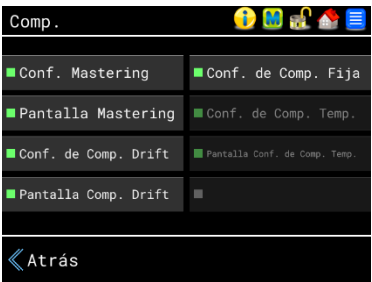 Comp.
M
Conf. Mastering
Conf. de Comp. Fija
Pantalla Mastering
Conf. de Comp. Temp.
Conf. de Comp. Drift
Pantalla Conf. de Comp. Temp.
Pantalla Comp. Drift
Atrás